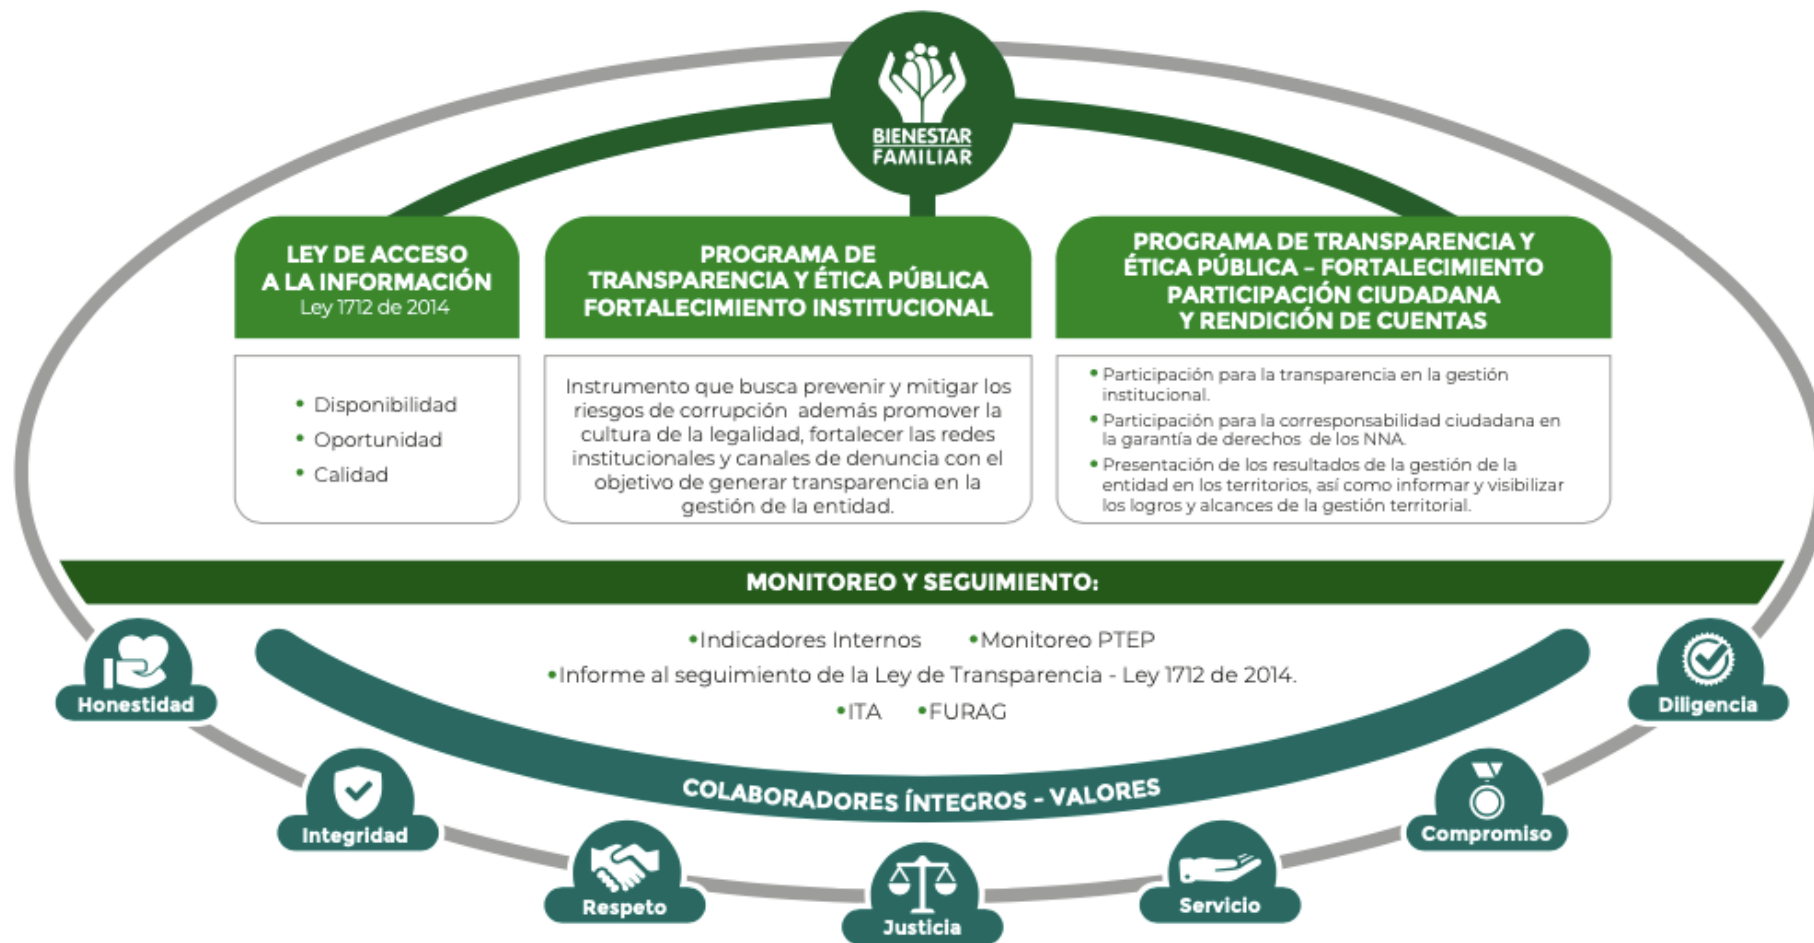 BIENESTAR
FAMILIAR
LEY DE ACCESO
A LA INFORMACIÓN
Ley 1712 de 2014
• Disponibilidad
• Oportunidad
• Calidad
PROGRAMA DE
TRANSPARENCIA Y ÉTICA PÚBLICA
FORTALECIMIENTO INSTITUCIONAL
Instrumento que busca prevenir y mitigar los
riesgos de corrupción además promover la
cultura de la legalidad, fortalecer las redes
institucionales y canales de denuncia con el
objetivo de generar transparencia en la
gestión de la entidad.
PROGRAMA DE TRANSPARENCIA Y
ÉTICA PÚBLICA – FORTALECIMIENTO
PARTICIPACIÓN CIUDADANA
Y RENDICIÓN DE CUENTAS
• Participación para la transparencia en la gestión
institucional.
• Participación para la corresponsabilidad ciudadana en
la garantía de derechos de los NNA.
• Presentación de los resultados de la gestión de la
entidad en los territorios, así como informar y visibilizar
los logros y alcances de la gestión territorial.
MONITOREO Y SEGUIMIENTO:
•Indicadores Internos •Monitoreo PTEP
•Informe al seguimiento de la Ley de Transparencia - Ley 1712 de 2014.
•ITA •FURAG
COLABORADORES ÍNTEGROS - VALORES
Honestidad
Integridad
Respeto
Justicia
Servicio
Compromiso
Diligencia